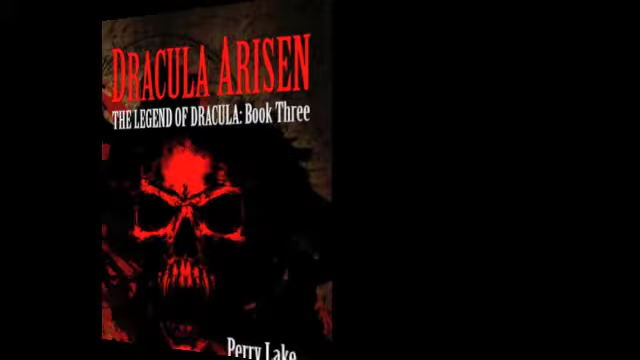 DRACULA ARISEN
THE LEGEND OF DRACULA: Book Three
Perry Lake